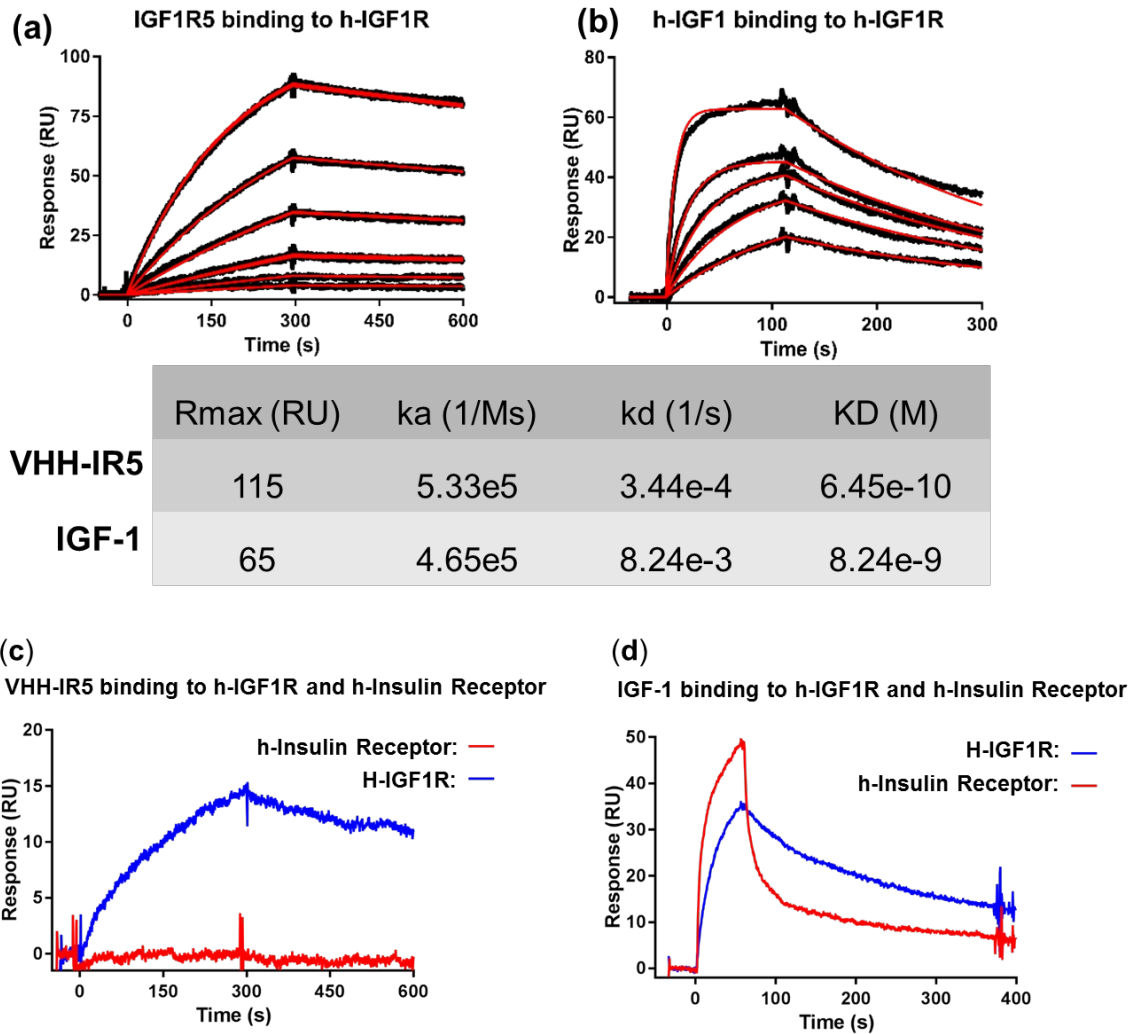 (a)
IGF1R5 binding to h-IGF1R
100
75
50
25
0
Response (RU)
0 150 300 450 600
Time (s)
(b)
h-IGF1 binding to h-IGF1R
80
60
40
20
0
Response (RU)
0 100 200 300
Time (s)
Rmax (RU) ka (1/Ms) kd (1/s) KD (M)
VHH-IR5
115 5.33e5 3.44e-4 6.45e-10
IGF-1
65 4.65e5 8.24e-3 8.24e-9
(c)
VHH-IR5 binding to h-IGF1R and h-Insulin Receptor
20
15
10
5
0
Response (RU)
h-Insulin Receptor:
H-IGF1R:
0 150 300 450 600
Time (s)
(d)
IGF-1 binding to h-IGF1R and h-Insulin Receptor
50
40
30
20
10
0
Response (RU)
H-IGF1R:
h-Insulin Receptor:
0 100 200 300 400
Time (s)